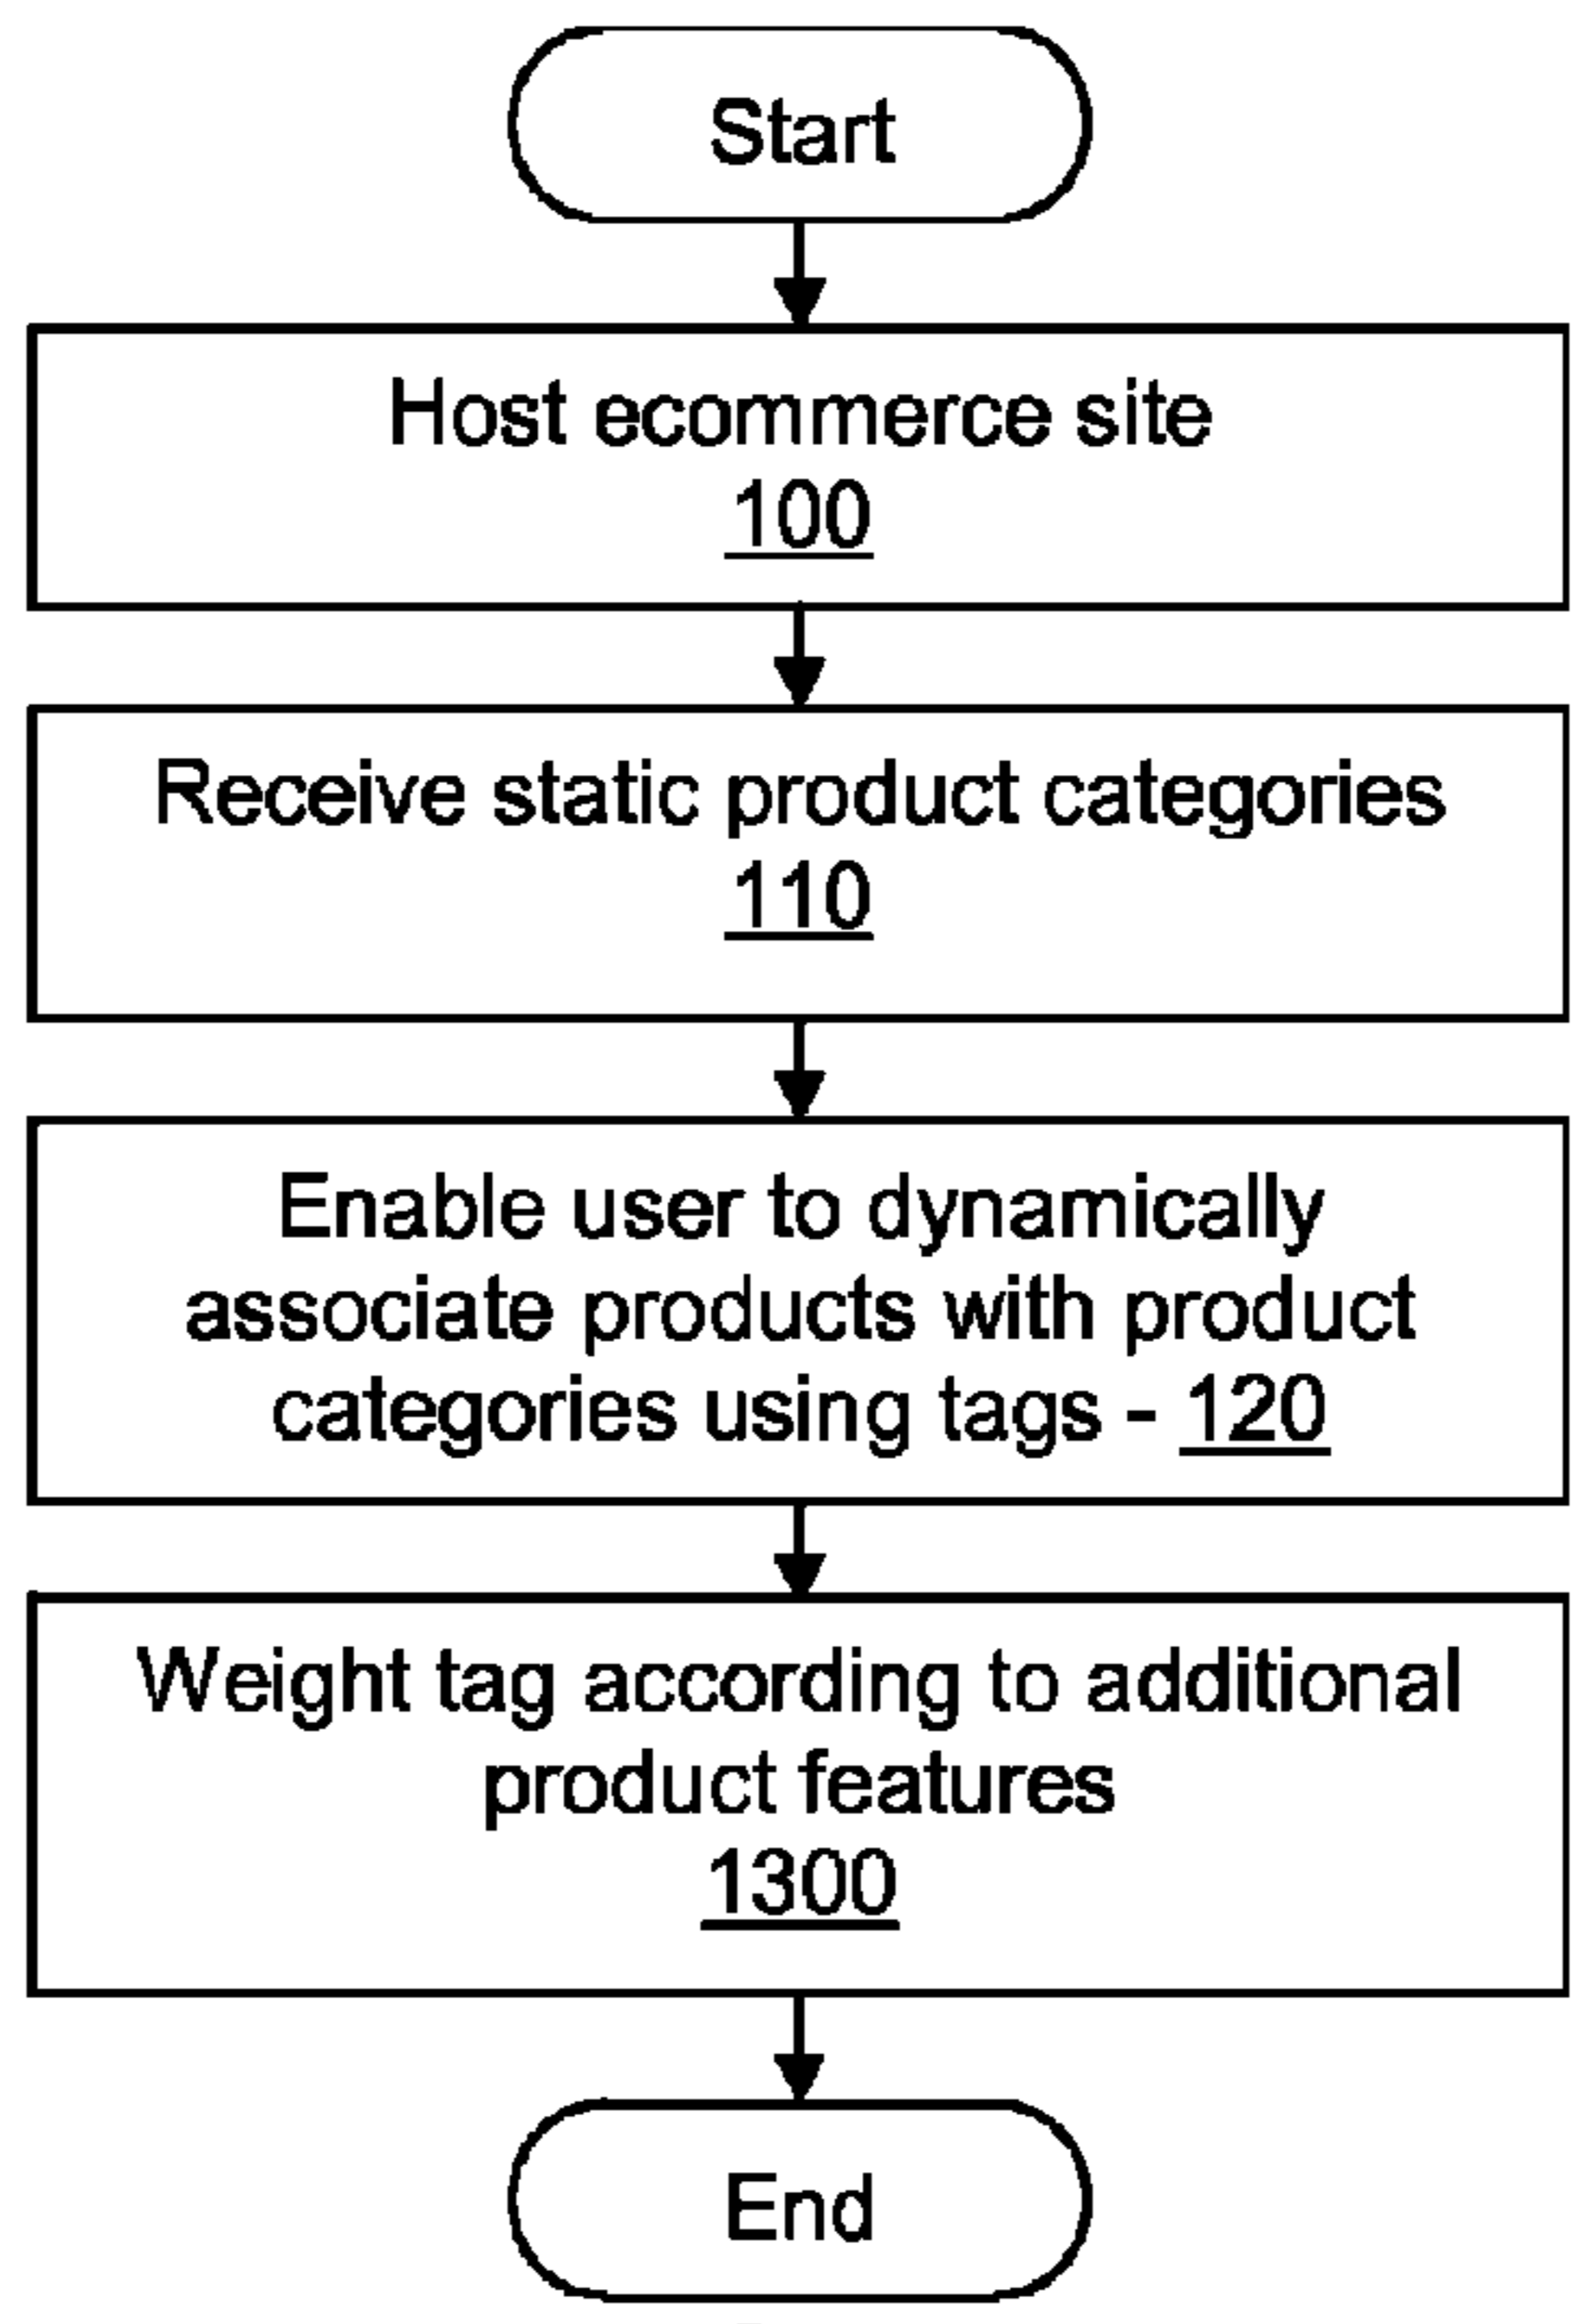 Start
Host ecommerce site
100
Receive static product categories
110
Enable user to dynamically
associate products with product
categories using tags - 120
Weight tag according to additional
product features
1300
End